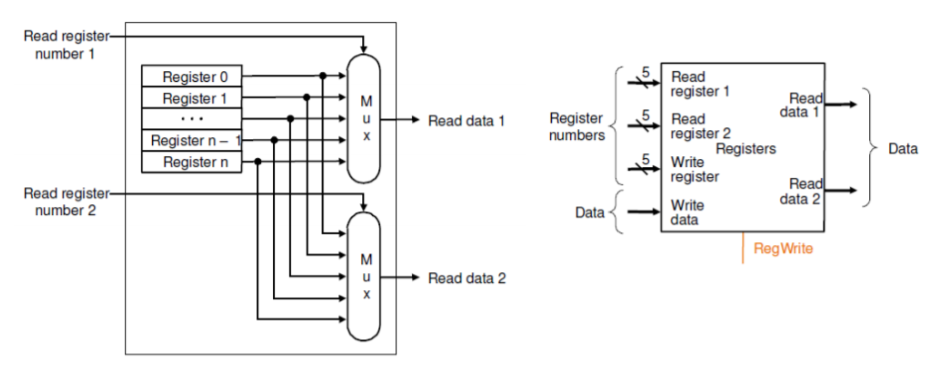 Read register
number 1
Register 0
Register 1
...
Register n – 1
Register n
M
u
x
Read data 1
Read register
number 2
M
u
x
Read data 2
Register
numbers
Data
5
5
5
Read
register 1
Read
register 2
Write
register
Write
data
Registers
Read
data 1
Read
data 2
Data
RegWrite